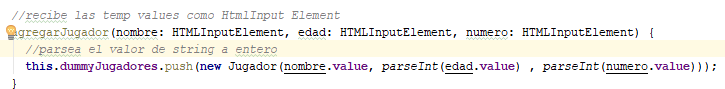 //recibe las temp values como HtmlInput Element
agregarJugador(nombre: HTMLInputElement, edad: HTMLInputElement, numero: HTMLInputElement) {
//parsea el valor de string a entero
this.dummyJugadores.push(new Jugador(nombre.value, parseInt(edad.value) , parseInt(numero.value)));
}